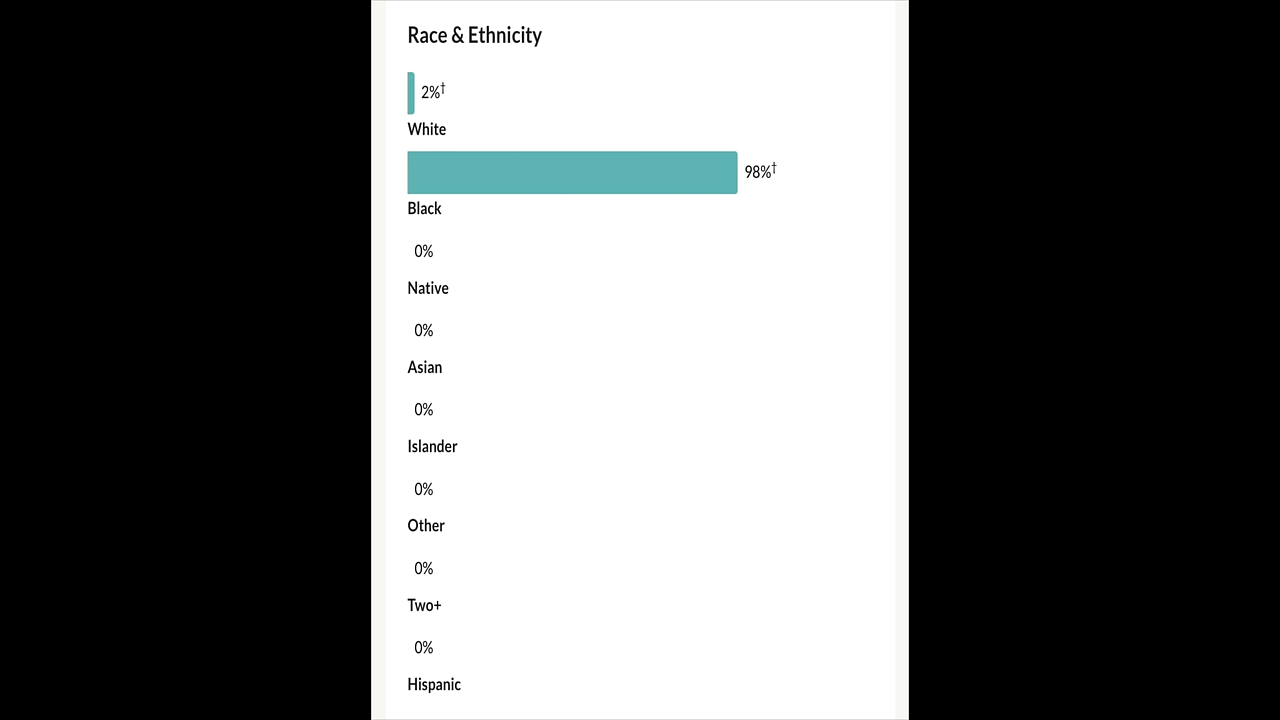 Race & Ethnicity
2%†
White
98%†
Black
0%
Native
0%
Asian
0%
Islander
0%
Other
0%
Two+
0%
Hispanic